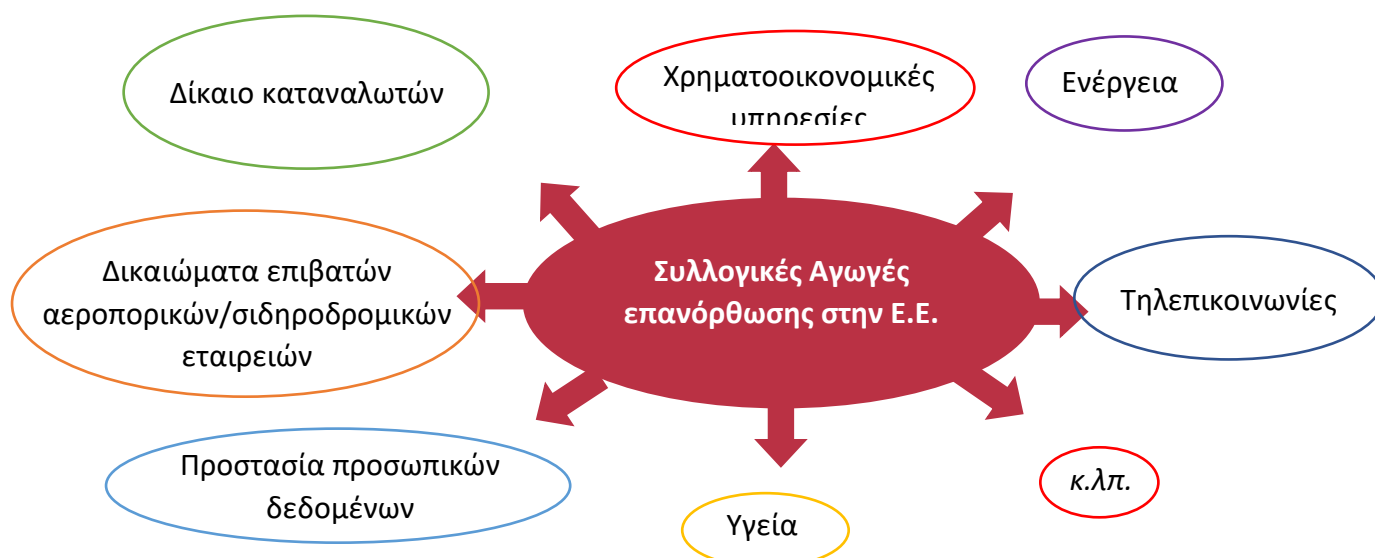 Δίκαιο καταναλωτών
Χρηματοοικονομικές
υπηρεσίες
Ενέργεια
Δικαιώματα επιβατών
αεροπορικών/σιδηροδρομικών
εταιρειών
Συλλογικές Αγωγές
επανόρθωσης στην Ε.Ε.
Τηλεπικοινωνίες
Προστασία προσωπικών
δεδομένων
Υγεία
κ.λπ.